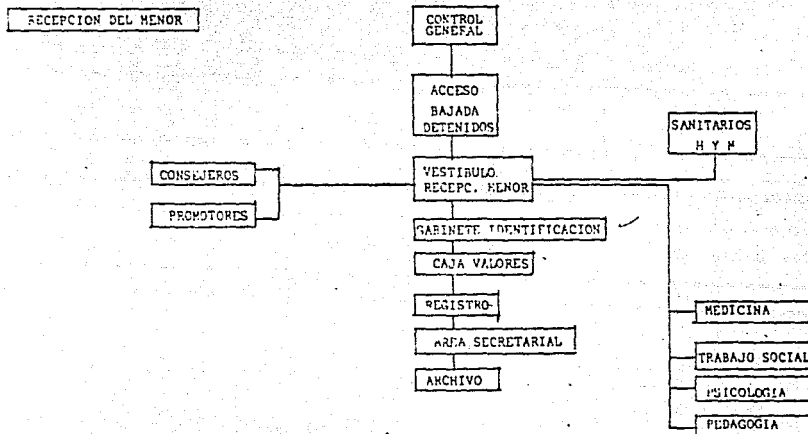 RECEPCION DEL MENOR
CONTROL
GENERAL
ACCESO
BAJADA
DETENIDOS
SANITARIOS
H Y M
CONSEJEROS
VESTIBULO
RECEPC. MENOR
PROMOTORES
GABINETE IDENTIFICACION
CAJA VALORES
REGISTRO
MEDICINA
AREA SECRETARIAL
TRABAJO SOCIAL
ARCHIVO
PSICOLOGIA
PEDAGOGIA